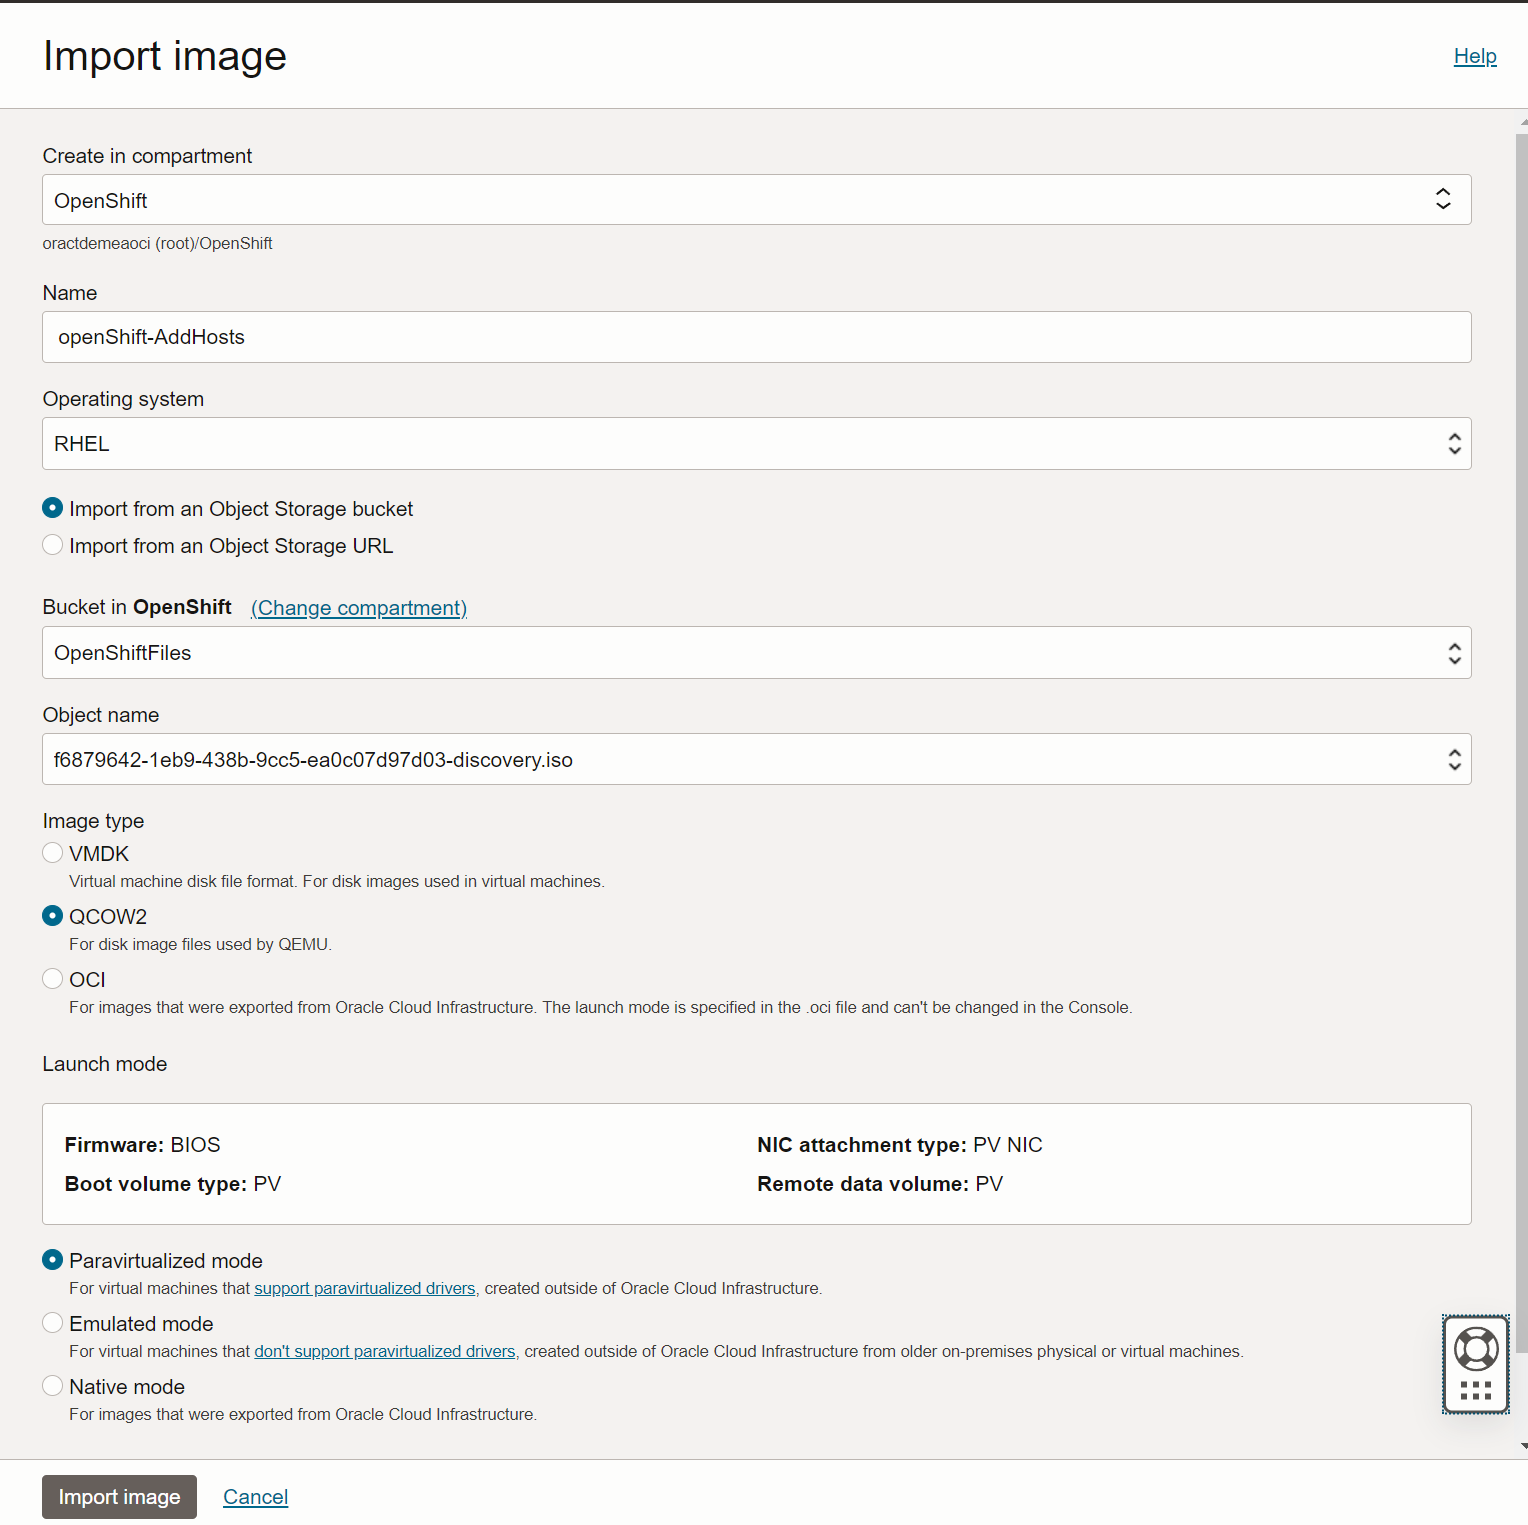 Import image
Help
Create in compartment
OpenShift
oractdemeaoci (root)/OpenShift
Name
openShift-AddHosts
Operating system
RHEL
Import from an Object Storage bucket
Import from an Object Storage URL
Bucket in OpenShift (Change compartment)
OpenShiftFiles
Object name
f6879642-1eb9-438b-9cc5-ea0c07d97d03-discovery.iso
Image type
VMDK
Virtual machine disk file format. For disk images used in virtual machines.
QCOW2
For disk image files used by QEMU.
OCI
For images that were exported from Oracle Cloud Infrastructure. The launch mode is specified in the .oci file and can't be changed in the Console.
Launch mode
Firmware: BIOS
NIC attachment type: PV NIC
Boot volume type: PV
Remote data volume: PV
Paravirtualized mode
For virtual machines that support paravirtualized drivers, created outside of Oracle Cloud Infrastructure.
Emulated mode
For virtual machines that don't support paravirtualized drivers, created outside of Oracle Cloud Infrastructure from older on-premises physical or virtual machines.
Native mode
For images that were exported from Oracle Cloud Infrastructure.
Import image
Cancel